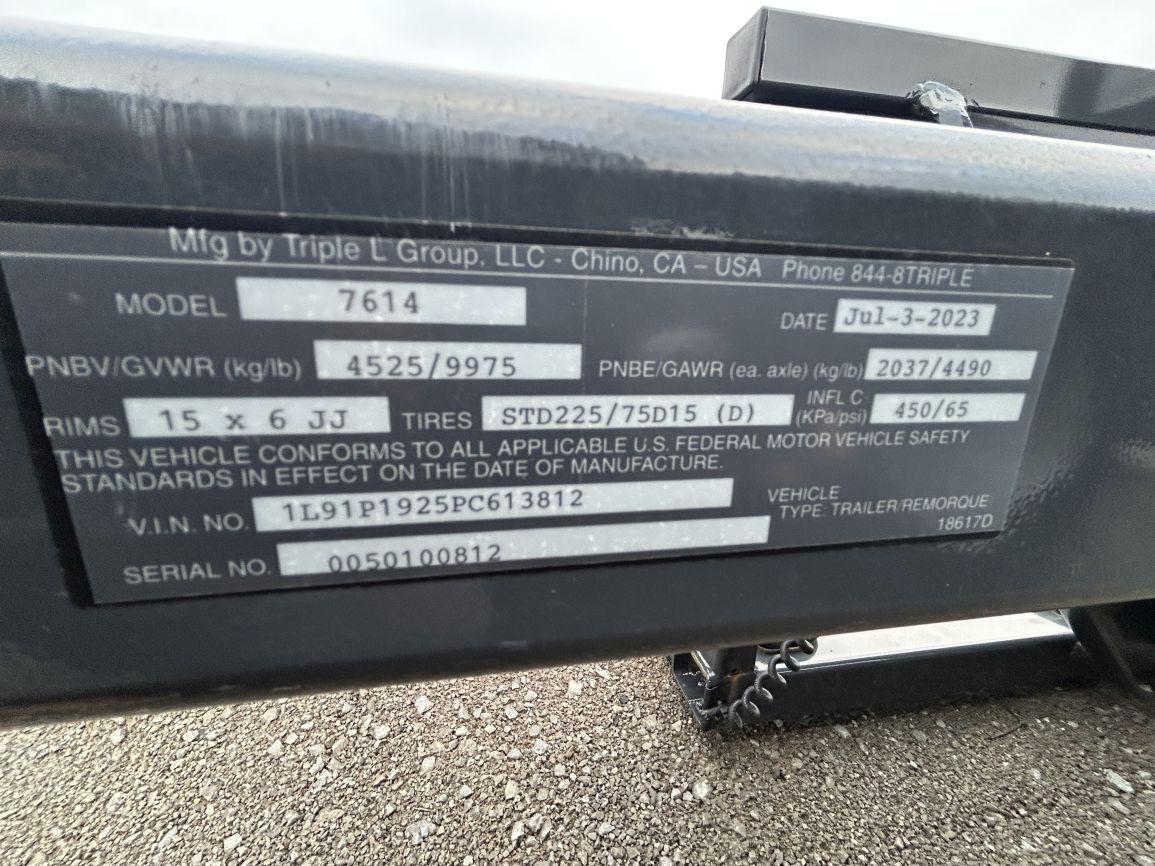 Mfg by Triple L Group, LLC - Chino, CA – USA Phone 844-8TRIPLE
MODEL 7614 DATE Jul-3-2023
PNBV/GVWR (kg/lb) 4525/9975 PNBE/GAWR (ea. axle) (kg/lb) 2037/4490
RIMS 15 x 6 JJ TIRES STD225/75D15 (D) INFL C (KPa/psi) 450/65
THIS VEHICLE CONFORMS TO ALL APPLICABLE U.S. FEDERAL MOTOR VEHICLE SAFETY
STANDARDS IN EFFECT ON THE DATE OF MANUFACTURE.
V.I.N. NO. 1L91P1925PC613812 VEHICLE
TYPE: TRAILER/REMORQUE
18617D
SERIAL NO. 0050100812